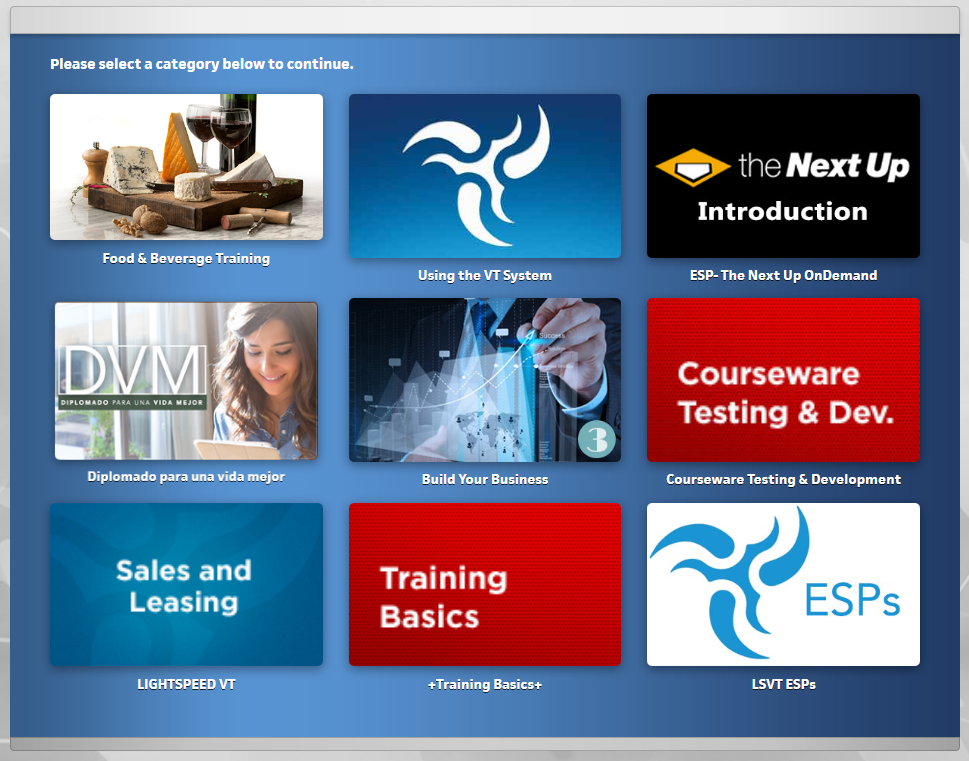 Please select a category below to continue.
Food & Beverage Training
Using the VT System
the Next Up
Introduction
ESP- The Next Up OnDemand
DVM
DIPLOMADO PARA UNA VIDA MEJOR
Diplomado para una vida mejor
Success
3
Build Your Business
Courseware
Testing & Dev.
Courseware Testing & Development
Sales and
Leasing
LIGHTSPEED VT
Training
Basics
+Training Basics+
ESPs
LSVT ESPs